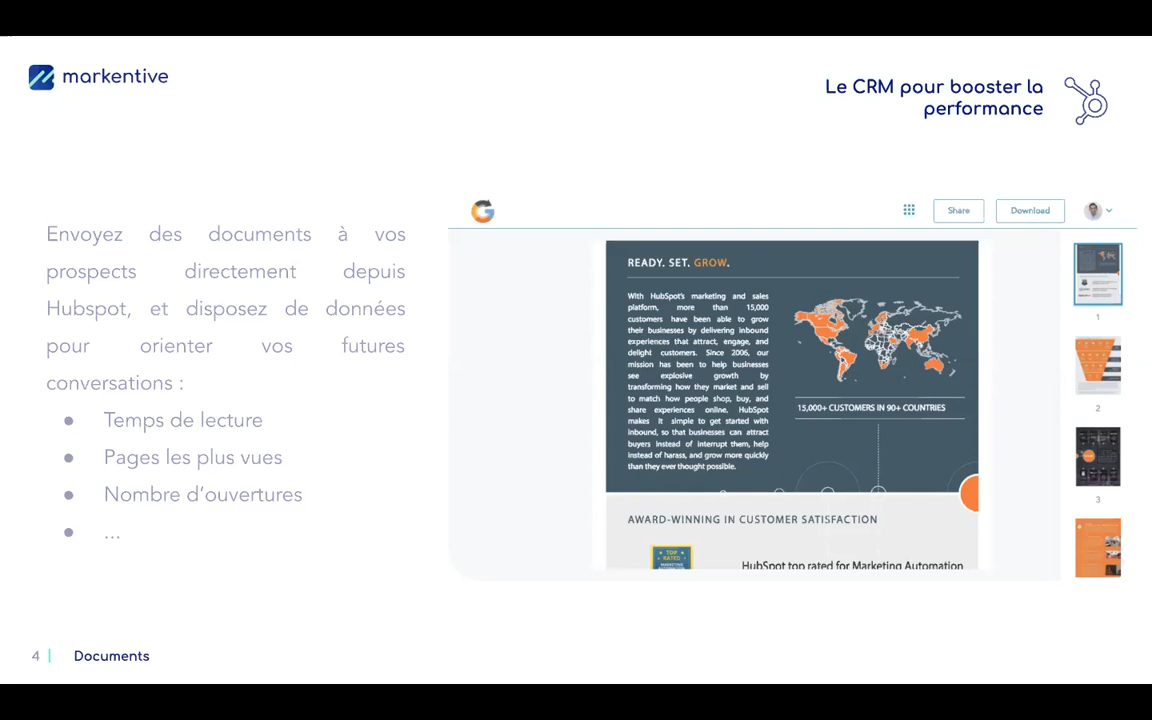 markentive
Le CRM pour booster la
performance
Envoyez des documents à vos
prospects directement depuis
Hubspot, et disposez de données
pour orienter vos futures
conversations :
● Temps de lecture
● Pages les plus vues
● Nombre d’ouvertures
● ...
Share
Download
READY. SET. GROW.
With HubSpot's marketing and sales
platform, more than 15,000
customers have been able to grow
their businesses by delivering inbound
experiences that attract, engage, and
delight customers. Since 2006, our
mission has been to help businesses
see explosive growth by
transforming how they market and sell
to match how people shop, buy, and
share experiences online. HubSpot
makes it simple to get started with
inbound, so that businesses can attract
buyers instead of interrupt them, help
instead of harass, and grow more quickly
than they ever thought possible.
15,000+ CUSTOMERS IN 90+ COUNTRIES
AWARD-WINNING IN CUSTOMER SATISFACTION
TOP
RATED
HubSpot top rated for Marketing Automation
1
2
3
4
Documents